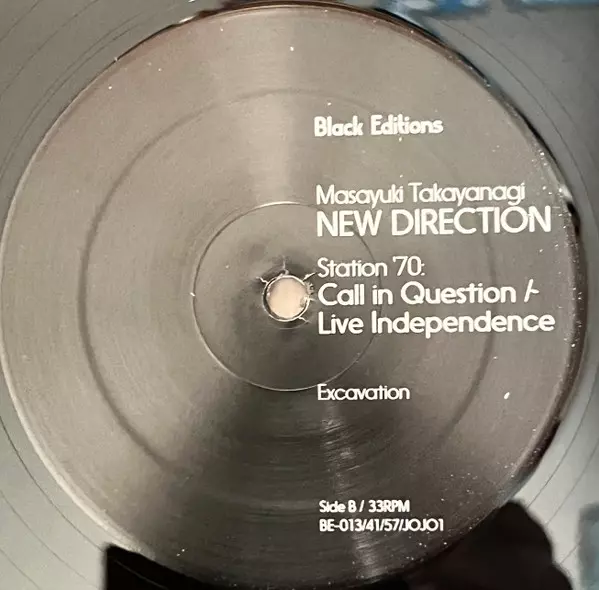 Black Editions
Masayuki Takayanagi
NEW DIRECTION
Station '70:
Call in Question /
Live Independence
Excavation
Side B / 33RPM
BE-013/41/57/JOJO1